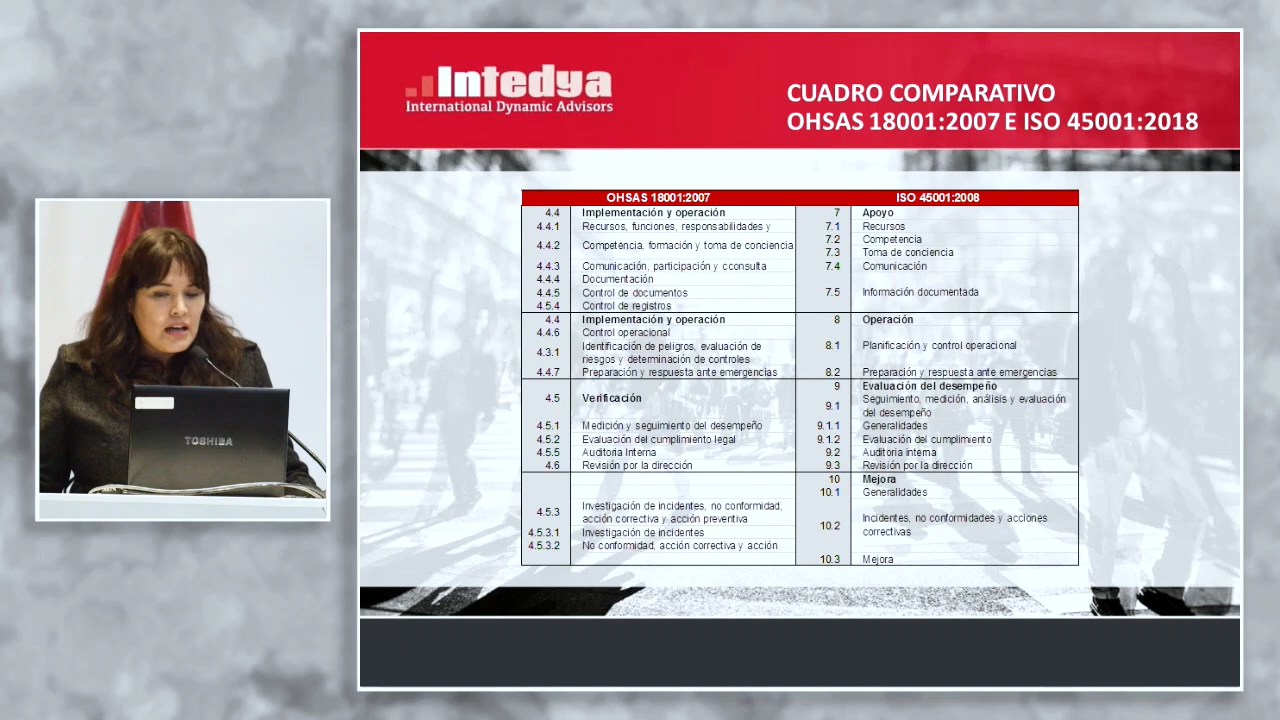 Intedya
International Dynamic Advisors
CUADRO COMPARATIVO
OHSAS 18001:2007 E ISO 45001:2018
OHSAS 18001:2007 ISO 45001:2008
4.4 Implementación y operación 7 Apoyo
4.4.1 Recursos, funciones, responsabilidades y 7.1 Recursos
4.4.2 Competencia, formación y toma de conciencia 7.2 Competencia
7.3 Toma de conciencia
4.4.3 Comunicación, participación y cconsulta 7.4 Comunicación
4.4.4 Documentación
4.4.5 Control de documentos 7.5 Información documentada
4.5.4 Control de registros
4.4 Implementación y operación 8 Operación
4.4.6 Control operacional
4.3.1 Identificación de peligros, evaluación de 8.1 Planificación y control operacional
riesgos y determinación de controles
4.4.7 Preparación y respuesta ante emergencias 8.2 Preparación y respuesta ante emergencias
4.5 Verificación 9 Evaluación del desempeño
9.1 Seguimiento, medición, análisis y evaluación
del desempeño
4.5.1 Medición y seguimiento del desempeño 9.1.1 Generalidades
4.5.2 Evaluación del cumplimiento legal 9.1.2 Evaluación del cumplimiento
4.5.5 Auditoria Interna 9.2 Auditoria interna
4.6 Revisión por la dirección 9.3 Revisión por la dirección
10 Mejora
10.1 Generalidades
4.5.3 Investigación de incidentes, no conformidad,
acción correctiva y acción preventiva
10.2 Incidentes, no conformidades y acciones
correctivas
4.5.3.1 Investigación de incidentes
4.5.3.2 No conformidad, acción correctiva y acción
10.3 Mejora
TOSHIBA